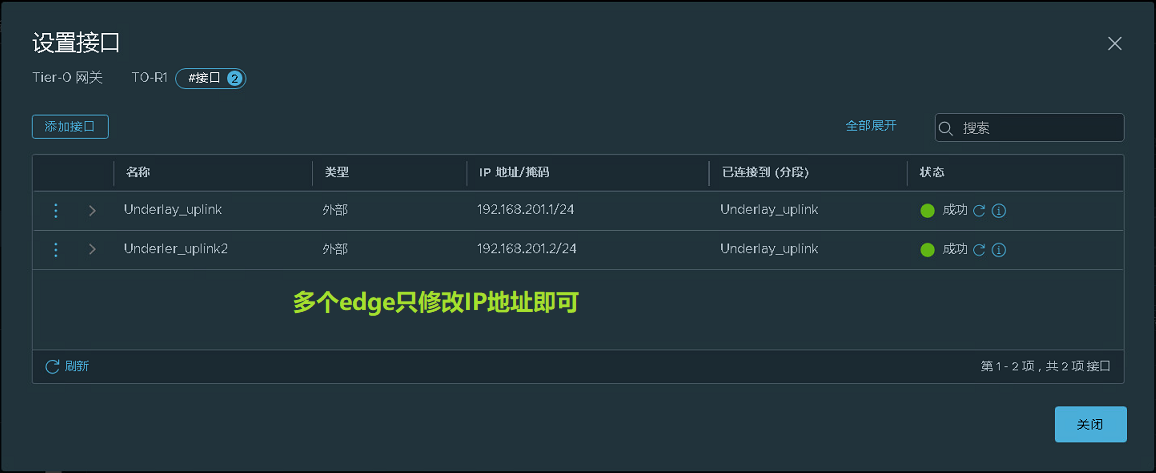 设置接口
Tier-0 网关 T0-R1 #接口 2
添加接口 全部展开 搜索
名称 类型 IP 地址/掩码 已连接到 (分段) 状态
Underlay_uplink 外部 192.168.201.1/24 Underlay_uplink 成功
Underler_uplink2 外部 192.168.201.2/24 Underlay_uplink 成功
多个edge只修改IP地址即可
刷新 第 1 - 2 项 , 共 2 项 接口
关闭